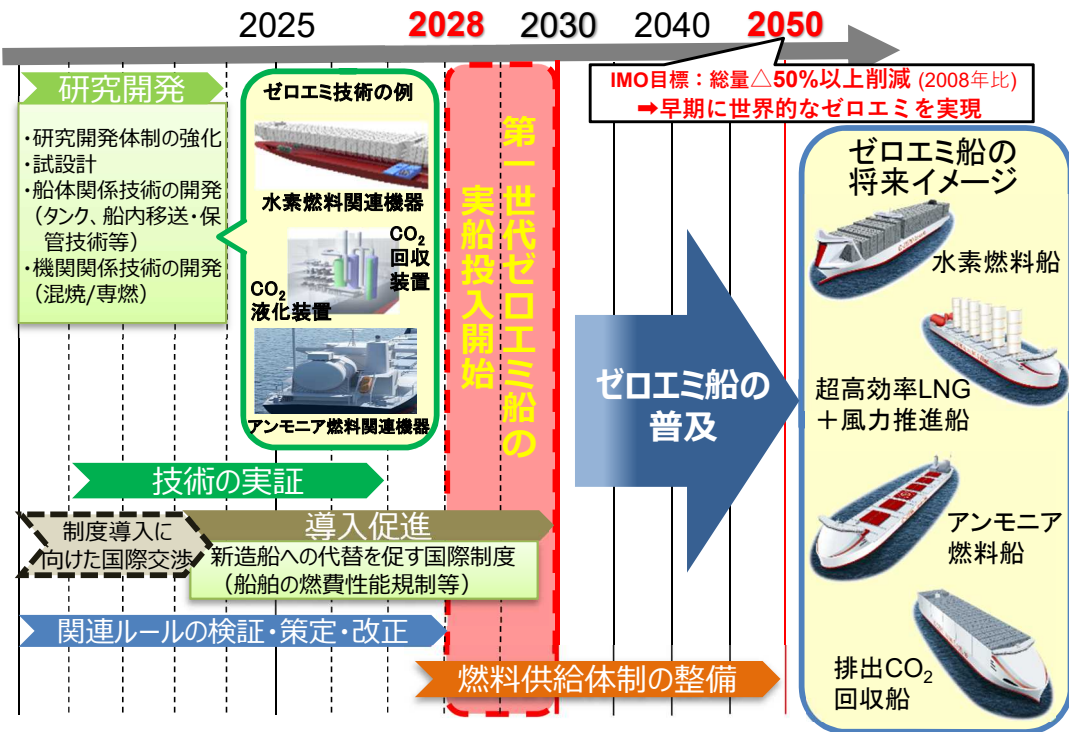 2025
2028
2030
2040
2050
IMO目標：総量△50%以上削減 (2008年比)
➡早期に世界的なゼロエミを実現
研究開発
・研究開発体制の強化
・試設計
・船体関係技術の開発
（タンク、船内移送・保
管技術等）
・機関関係技術の開発
（混焼/専焼）
ゼロエミ技術の例
水素燃料関連機器
CO2
回収
装置
CO2
液化装置
アンモニア燃料関連機器
第一世代ゼロエミ船の
実船投入開始
ゼロエミ船の
普及
ゼロエミ船の
将来イメージ
水素燃料船
超高効率LNG
＋風力推進船
アンモニア
燃料船
排出CO2
回収船
技術の実証
制度導入に
向けた国際交渉
導入促進
新造船への代替を促す国際制度
（船舶の燃費性能規制等）
関連ルールの検証・策定・改正
燃料供給体制の整備